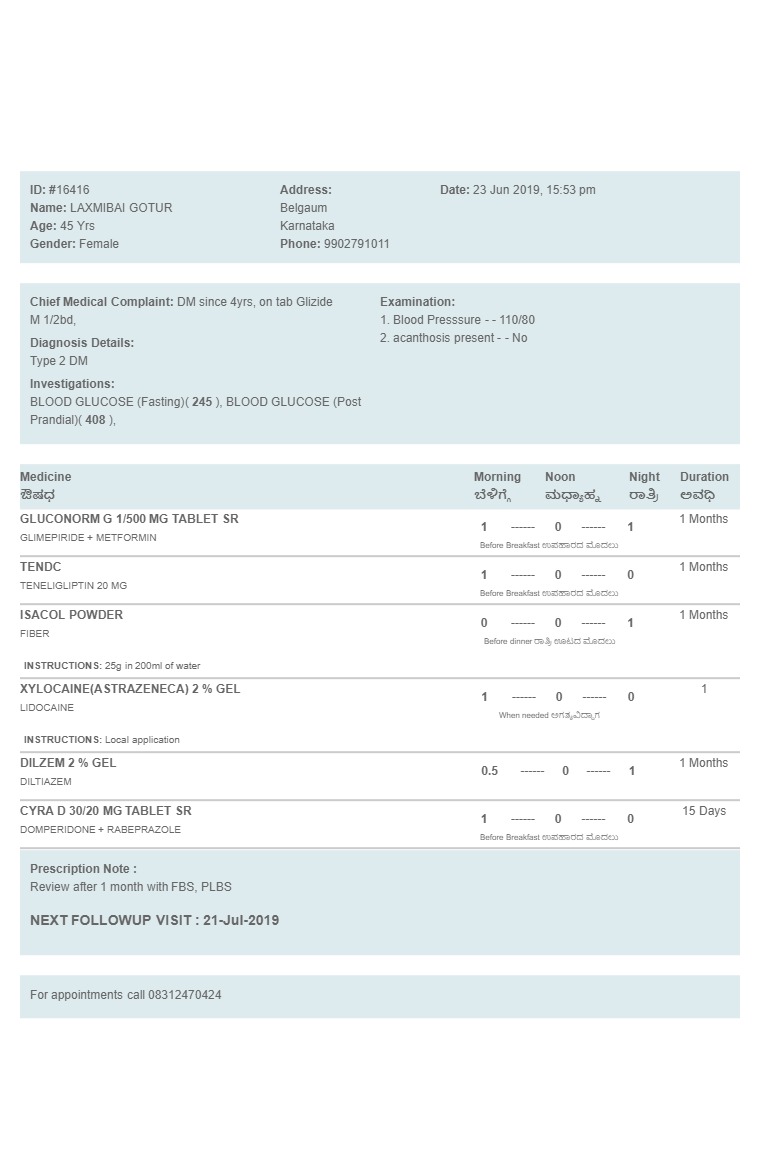 ID: #16416
Name: LAXMIBAI GOTUR
Age: 45 Yrs
Gender: Female
Address:
Belgaum
Karnataka
Phone: 9902791011
Date: 23 Jun 2019, 15:53 pm
Chief Medical Complaint: DM since 4yrs, on tab Glizide
M 1/2bd,
Diagnosis Details:
Type 2 DM
Investigations:
BLOOD GLUCOSE (Fasting)( 245 ), BLOOD GLUCOSE (Post
Prandial)( 408 ),
Examination:
1. Blood Presssure - - 110/80
2. acanthosis present - - No
Medicine Morning Noon Night Duration
ಔಷಧ ಬೆಳಿಗ್ಗೆ ಮಧ್ಯಾಹ್ನ ರಾತ್ರಿ ಅವಧಿ
GLUCONORM G 1/500 MG TABLET SR 1 ------ 0 ------ 1 1 Months
GLIMEPIRIDE + METFORMIN
Before Breakfast ಉಪಹಾರದ ಮೊದಲು
TENDC 1 ------ 0 ------ 0 1 Months
TENELIGLIPTIN 20 MG
Before Breakfast ಉಪಹಾರದ ಮೊದಲು
ISACOL POWDER 0 ------ 0 ------ 1 1 Months
FIBER
Before dinner ರಾತ್ರಿ ಊಟದ ಮೊದಲು
INSTRUCTIONS: 25g in 200ml of water
XYLOCAINE(ASTRAZENECA) 2 % GEL 1 ------ 0 ------ 0 1
LIDOCAINE
When needed ಅಗತ್ಯವಿದ್ದಾಗ
INSTRUCTIONS: Local application
DILZEM 2 % GEL 0.5 ------ 0 ------ 1 1 Months
DILTIAZEM
CYRA D 30/20 MG TABLET SR 1 ------ 0 ------ 0 15 Days
DOMPERIDONE + RABEPRAZOLE
Before Breakfast ಉಪಹಾರದ ಮೊದಲು
Prescription Note :
Review after 1 month with FBS, PLBS
NEXT FOLLOWUP VISIT : 21-Jul-2019
For appointments call 08312470424